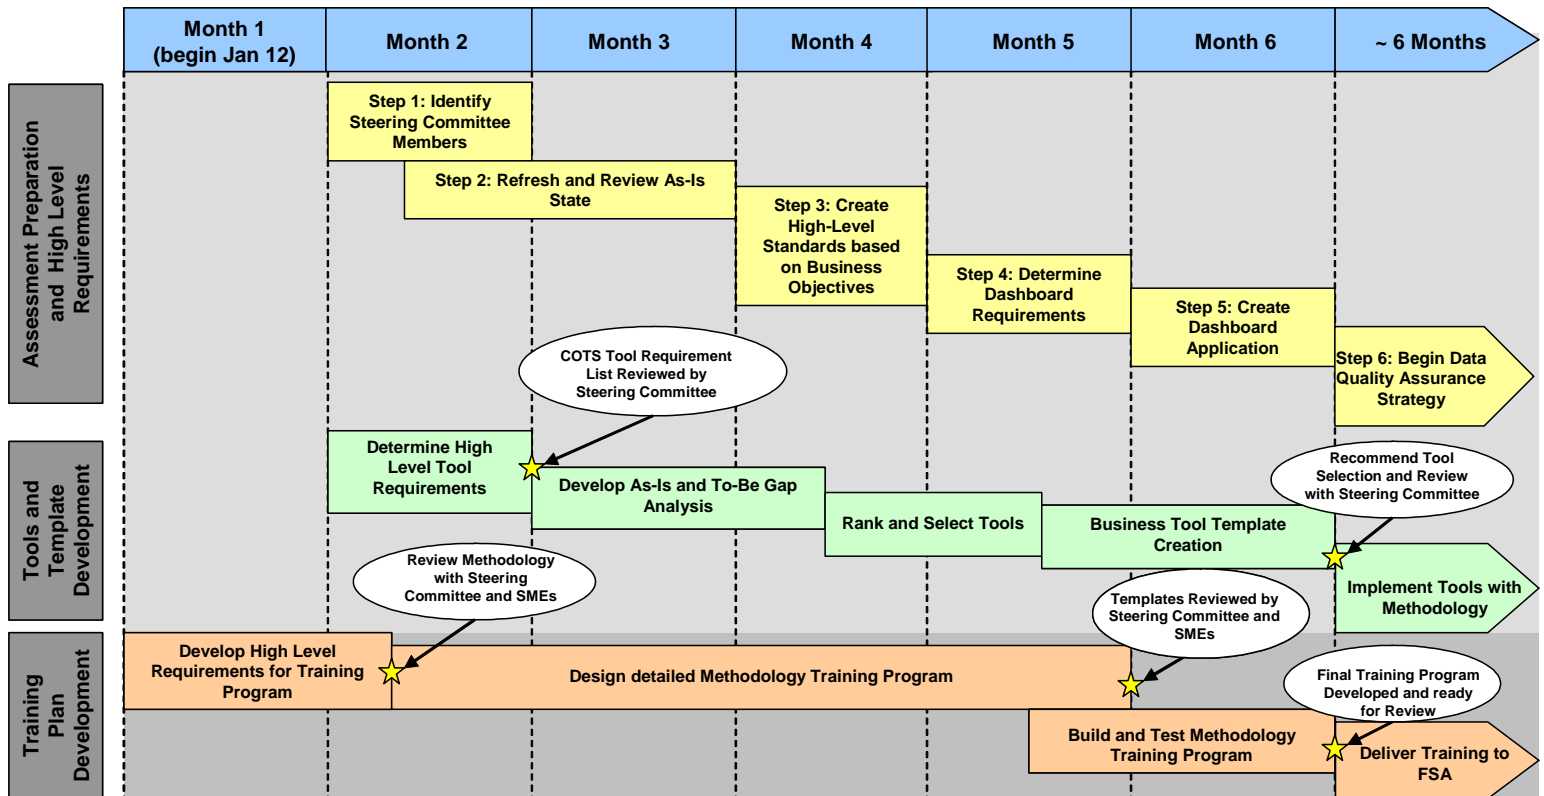 Month 1
(begin Jan 12)
Month 2
Month 3
Month 4
Month 5
Month 6
~ 6 Months
Assessment Preparation
and High Level
Requirements
Step 1: Identify
Steering Committee
Members
Step 2: Refresh and Review As-Is
State
Step 3: Create
High-Level
Standards based
on Business
Objectives
Step 4: Determine
Dashboard
Requirements
Step 5: Create
Dashboard
Application
Step 6: Begin Data
Quality Assurance
Strategy
COTS Tool Requirement
List Reviewed by
Steering Committee
Tools and
Template
Development
Determine High
Level Tool
Requirements
Develop As-Is and To-Be Gap
Analysis
Rank and Select Tools
Business Tool Template
Creation
Recommend Tool
Selection and Review
with Steering Committee
Implement Tools with
Methodology
Review Methodology
with Steering
Committee and SMEs
Templates Reviewed by
Steering Committee and
SMEs
Training
Plan
Development
Develop High Level
Requirements for Training
Program
Design detailed Methodology Training Program
Final Training Program
Developed and ready
for Review
Build and Test Methodology
Training Program
Deliver Training to
FSA